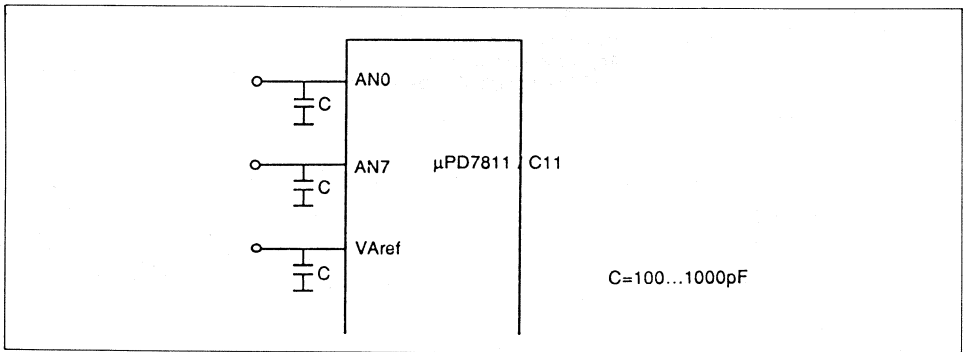 AN0
C
AN7
µPD7811 / C11
C
VAref
C
C=100...1000pF